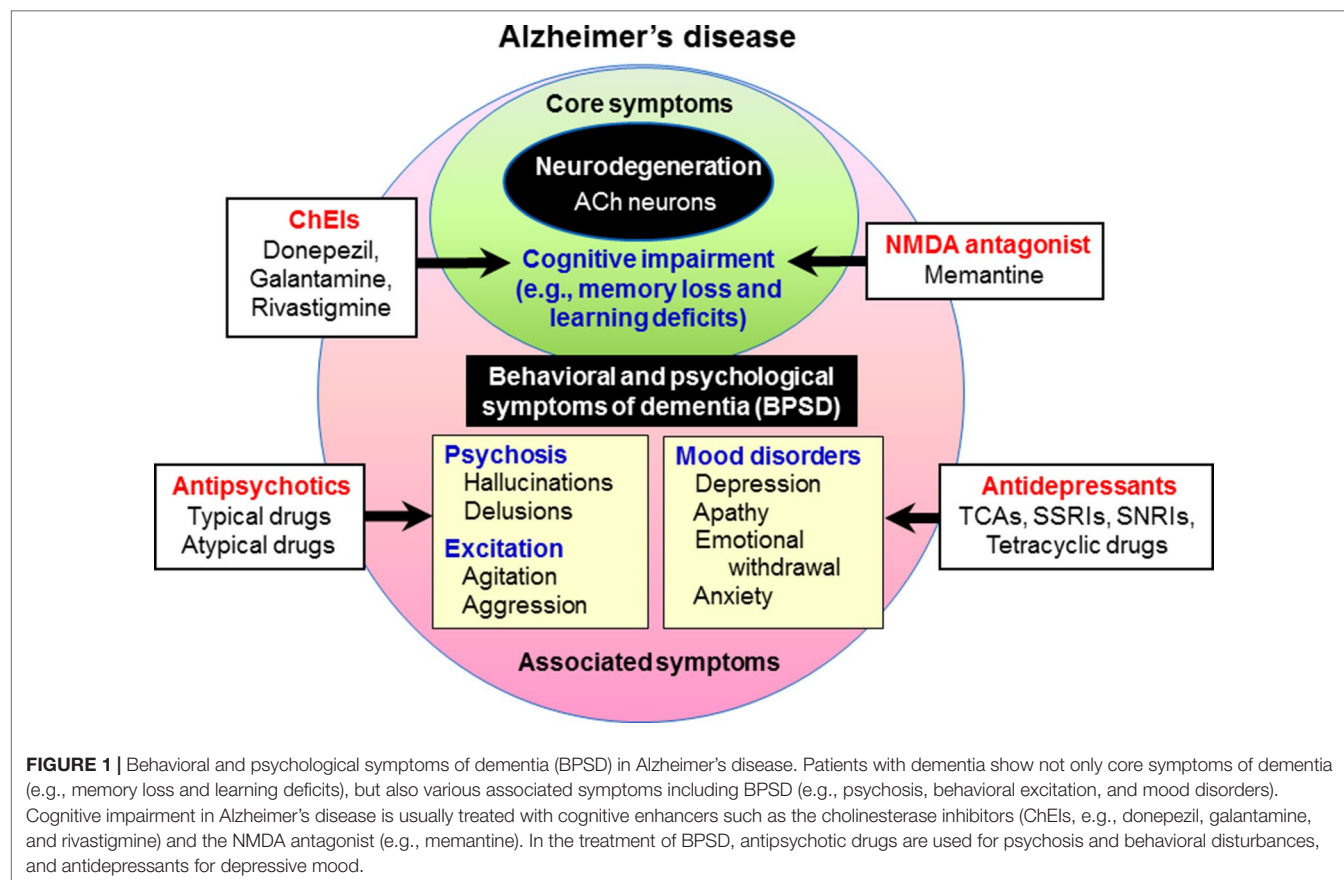 Alzheimer's disease
Core symptoms
Neurodegeneration
ACh neurons
ChEIs
Donepezil,
Galantamine,
Rivastigmine
Cognitive impairment
(e.g., memory loss and
learning deficits)
NMDA antagonist
Memantine
Behavioral and psychological
symptoms of dementia (BPSD)
Antipsychotics
Typical drugs
Atypical drugs
Psychosis
Hallucinations
Delusions
Excitation
Agitation
Aggression
Mood disorders
Depression
Apathy
Emotional
withdrawal
Anxiety
Antidepressants
TCAs, SSRIs, SNRIs,
Tetracyclic drugs
Associated symptoms
FIGURE 1 | Behavioral and psychological symptoms of dementia (BPSD) in Alzheimer's disease. Patients with dementia show not only core symptoms of dementia
(e.g., memory loss and learning deficits), but also various associated symptoms including BPSD (e.g., psychosis, behavioral excitation, and mood disorders).
Cognitive impairment in Alzheimer's disease is usually treated with cognitive enhancers such as the cholinesterase inhibitors (ChEIs, e.g., donepezil, galantamine,
and rivastigmine) and the NMDA antagonist (e.g., memantine). In the treatment of BPSD, antipsychotic drugs are used for psychosis and behavioral disturbances,
and antidepressants for depressive mood.